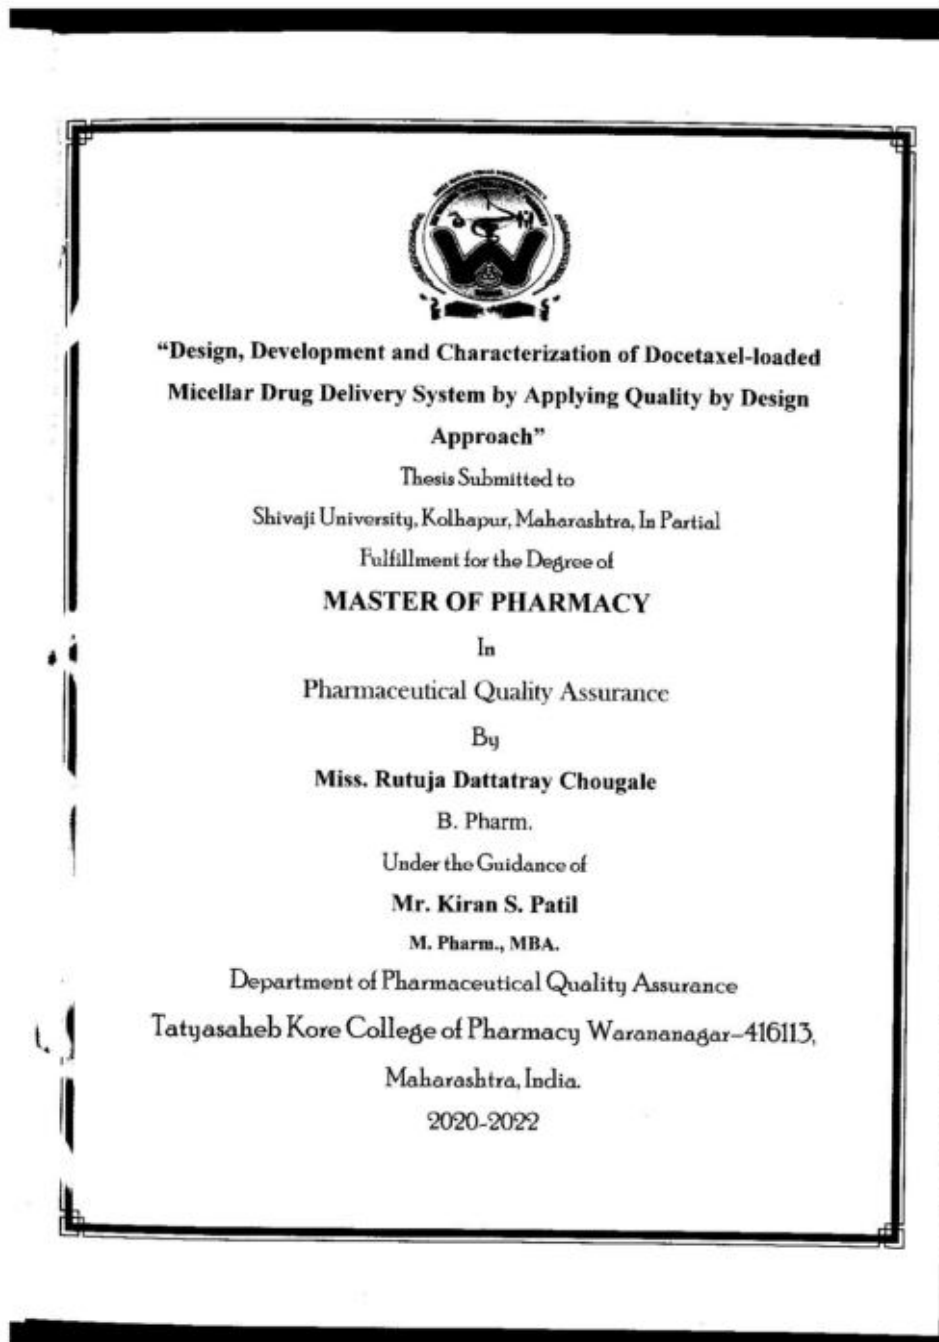 “Design, Development and Characterization of Docetaxel-loaded
Micellar Drug Delivery System by Applying Quality by Design
Approach”
Thesis Submitted to
Shivaji University, Kolhapur, Maharashtra, In Partial
Fulfillment for the Degree of
MASTER OF PHARMACY
In
Pharmaceutical Quality Assurance
By
Miss. Rutuja Dattatray Chougale
B. Pharm.
Under the Guidance of
Mr. Kiran S. Patil
M. Pharm., MBA.
Department of Pharmaceutical Quality Assurance
Tatyasaheb Kore College of Pharmacy Warananagar–416113,
Maharashtra, India.
2020-2022